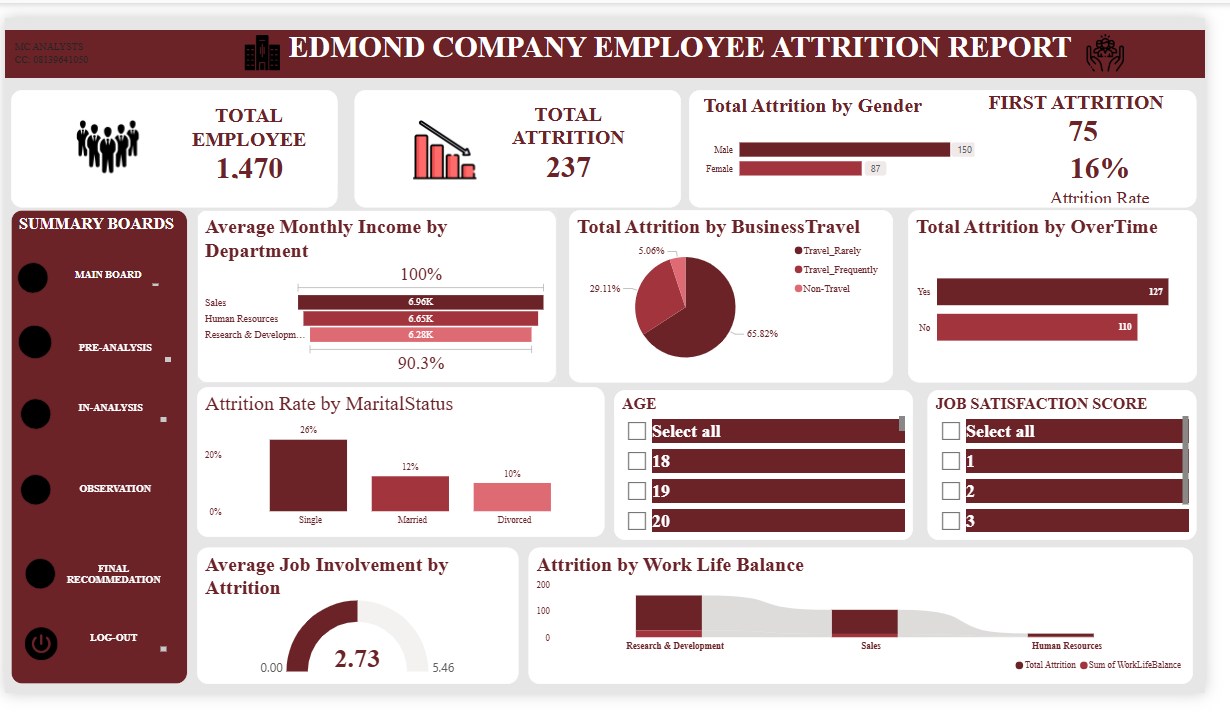 MC ANALYSTS
CC: 08139641050
EDMOND COMPANY EMPLOYEE ATTRITION REPORT
TOTAL
EMPLOYEE
1,470
TOTAL
ATTRITION
237
Total Attrition by Gender
Male
150
Female
87
FIRST ATTRITION
75
16%
Attrition Rate
SUMMARY BOARDS
MAIN BOARD
PRE-ANALYSIS
IN-ANALYSIS
OBSERVATION
FINAL
RECOMMEDATION
LOG-OUT
Average Monthly Income by
Department
100%
Sales
6.96K
Human Resources
6.65K
Research & Developm...
6.28K
90.3%
Total Attrition by BusinessTravel
5.06%
29.11%
65.82%
Travel_Rarely
Travel_Frequently
Non-Travel
Total Attrition by OverTime
Yes
127
No
110
Attrition Rate by MaritalStatus
20%
0%
26%
12%
10%
Single
Married
Divorced
AGE
Select all
18
19
20
JOB SATISFACTION SCORE
Select all
1
2
3
Average Job Involvement by
Attrition
0.00
2.73
5.46
Attrition by Work Life Balance
200
100
0
Research & Development
Sales
Human Resources
Total Attrition
Sum of WorkLifeBalance